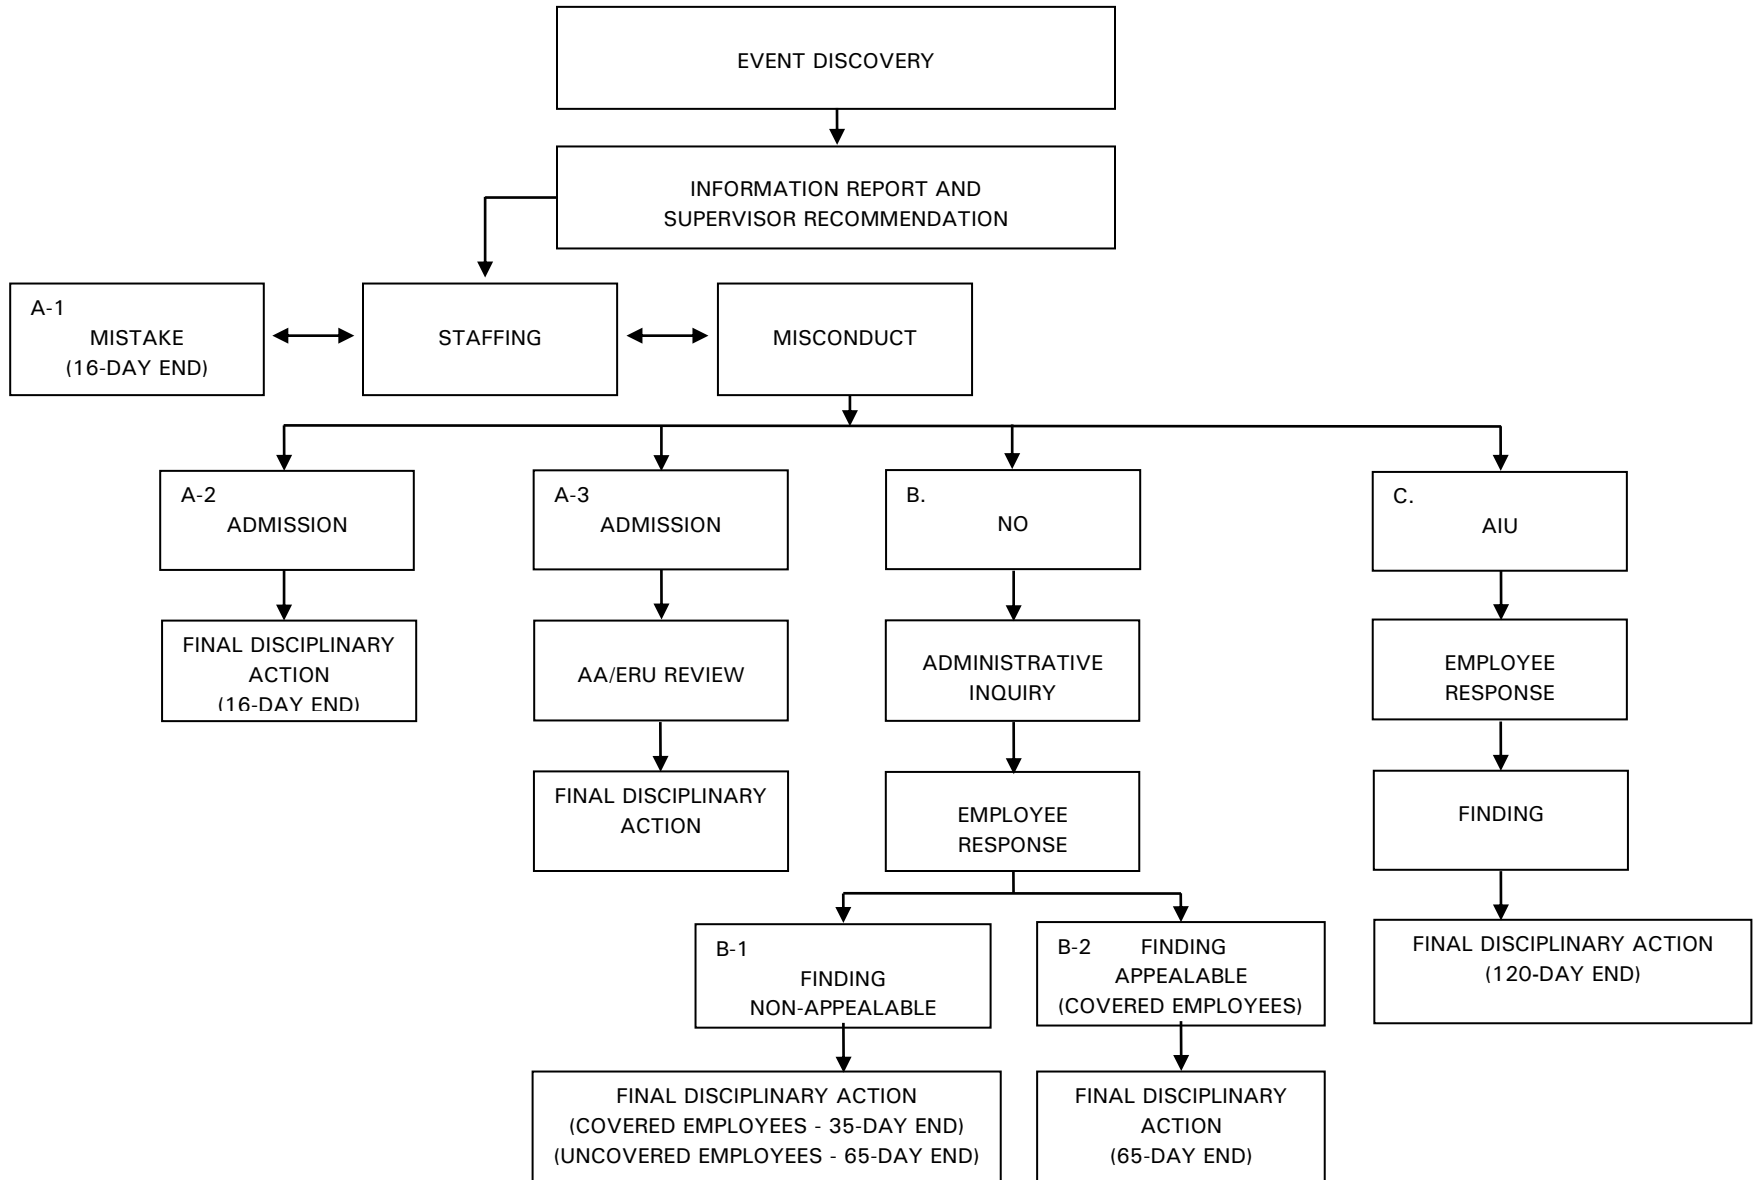 EVENT DISCOVERY
INFORMATION REPORT AND
SUPERVISOR RECOMMENDATION
A-1
MISTAKE
(16-DAY END)
STAFFING
MISCONDUCT
A-2
ADMISSION
A-3
ADMISSION
B.
NO
C.
AIU
FINAL DISCIPLINARY
ACTION
(16-DAY END)
AA/ERU REVIEW
ADMINISTRATIVE
INQUIRY
EMPLOYEE
RESPONSE
FINAL DISCIPLINARY
ACTION
EMPLOYEE
RESPONSE
FINDING
B-1
FINDING
NON-APPEALABLE
B-2 FINDING
APPEALABLE
(COVERED EMPLOYEES)
FINAL DISCIPLINARY ACTION
(120-DAY END)
FINAL DISCIPLINARY ACTION
(COVERED EMPLOYEES - 35-DAY END)
(UNCOVERED EMPLOYEES - 65-DAY END)
FINAL DISCIPLINARY
ACTION
(65-DAY END)